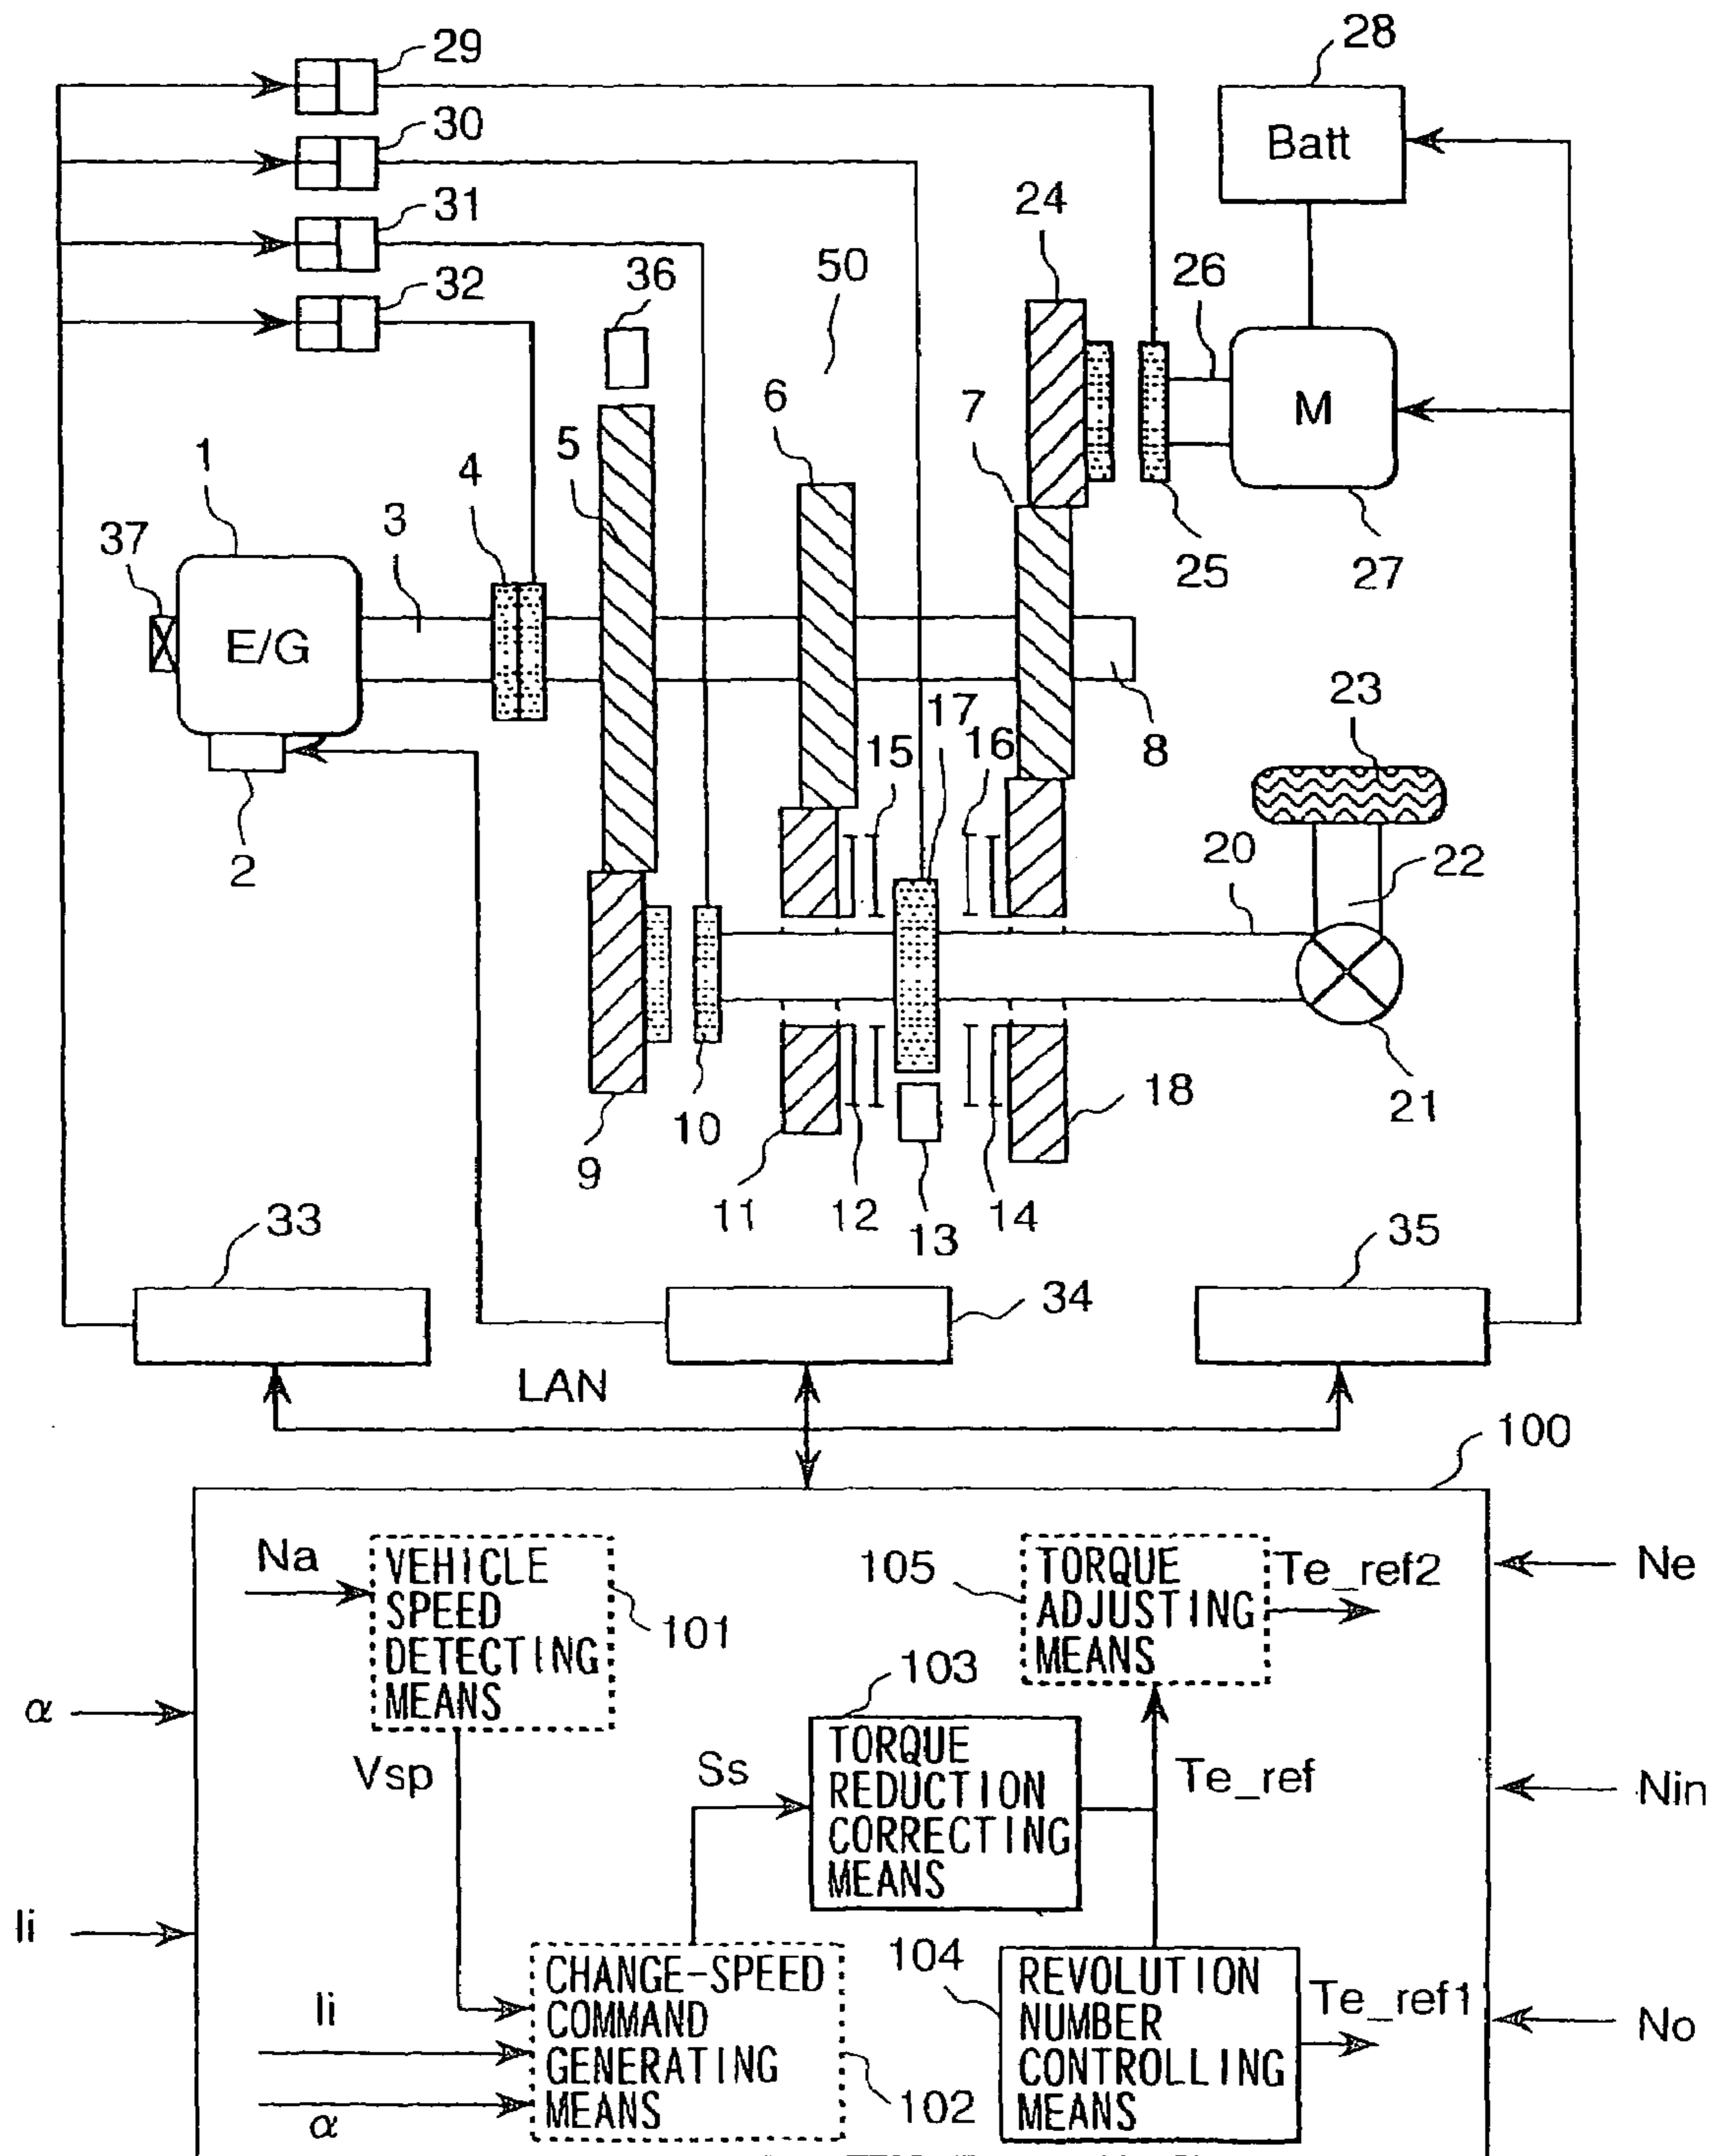 29
28
30
Batt
31
24
32
36
50
26
6
7
M
1
5
4
3
37
25
27
E/G
17
23
15
16
8
2
20
22
10
18
21
9
11
12
13
14
33
35
34
LAN
100
Na
VEHICLE
SPEED
DETECTING
MEANS
101
105
TORQUE
ADJUSTING
MEANS
Te_ref2
Ne
103
α
Vsp
Ss
TORQUE
REDUCTION
CORRECTING
MEANS
Te_ref
Nin
Ii
CHANGE-SPEED
COMMAND
GENERATING
MEANS
102
Ii
α
104
REVOLUTION
NUMBER
CONTROLLING
MEANS
Te_ref1
No